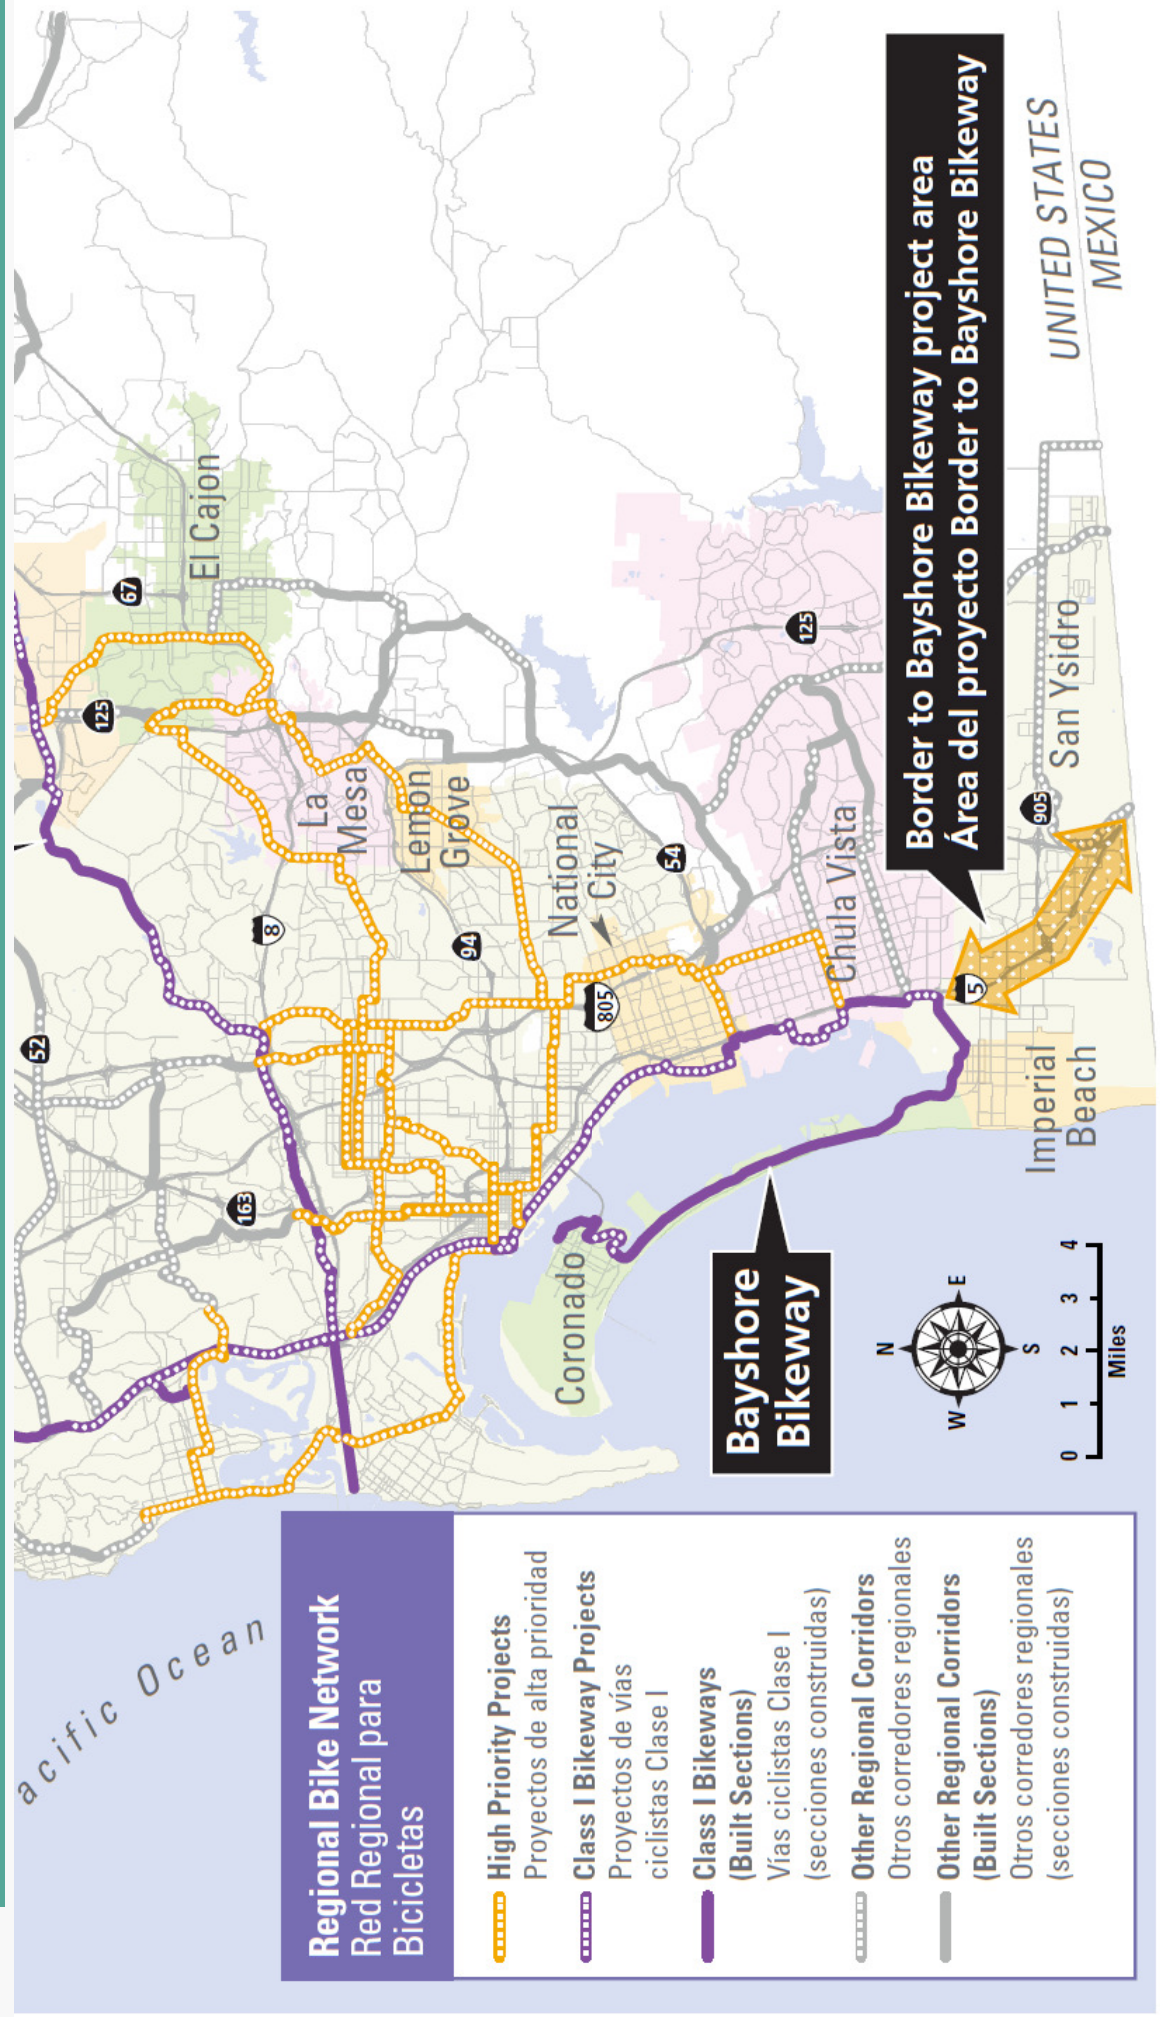 acific Ocean
Regional Bike Network
Red Regional para
Bicicletas
High Priority Projects
Proyectos de alta prioridad
Class I Bikeway Projects
Proyectos de vías
ciclistas Clase I
Class I Bikeways
(Built Sections)
Vías ciclistas Clase I
(secciones construidas)
Other Regional Corridors
Otros corredores regionales
Other Regional Corridors
(Built Sections)
Otros corredores regionales
(secciones construidas)
52
163
8
125
67
El Cajon
La
Mesa
Lemon
Grove
94
805
National
City
54
125
Coronado
Chula Vista
Bayshore
Bikeway
5
Imperial
Beach
905
San Ysidro
Border to Bayshore Bikeway project area
Área del proyecto Border to Bayshore Bikeway
UNITED STATES
MEXICO
N
W
E
S
0 1 2 3 4
Miles